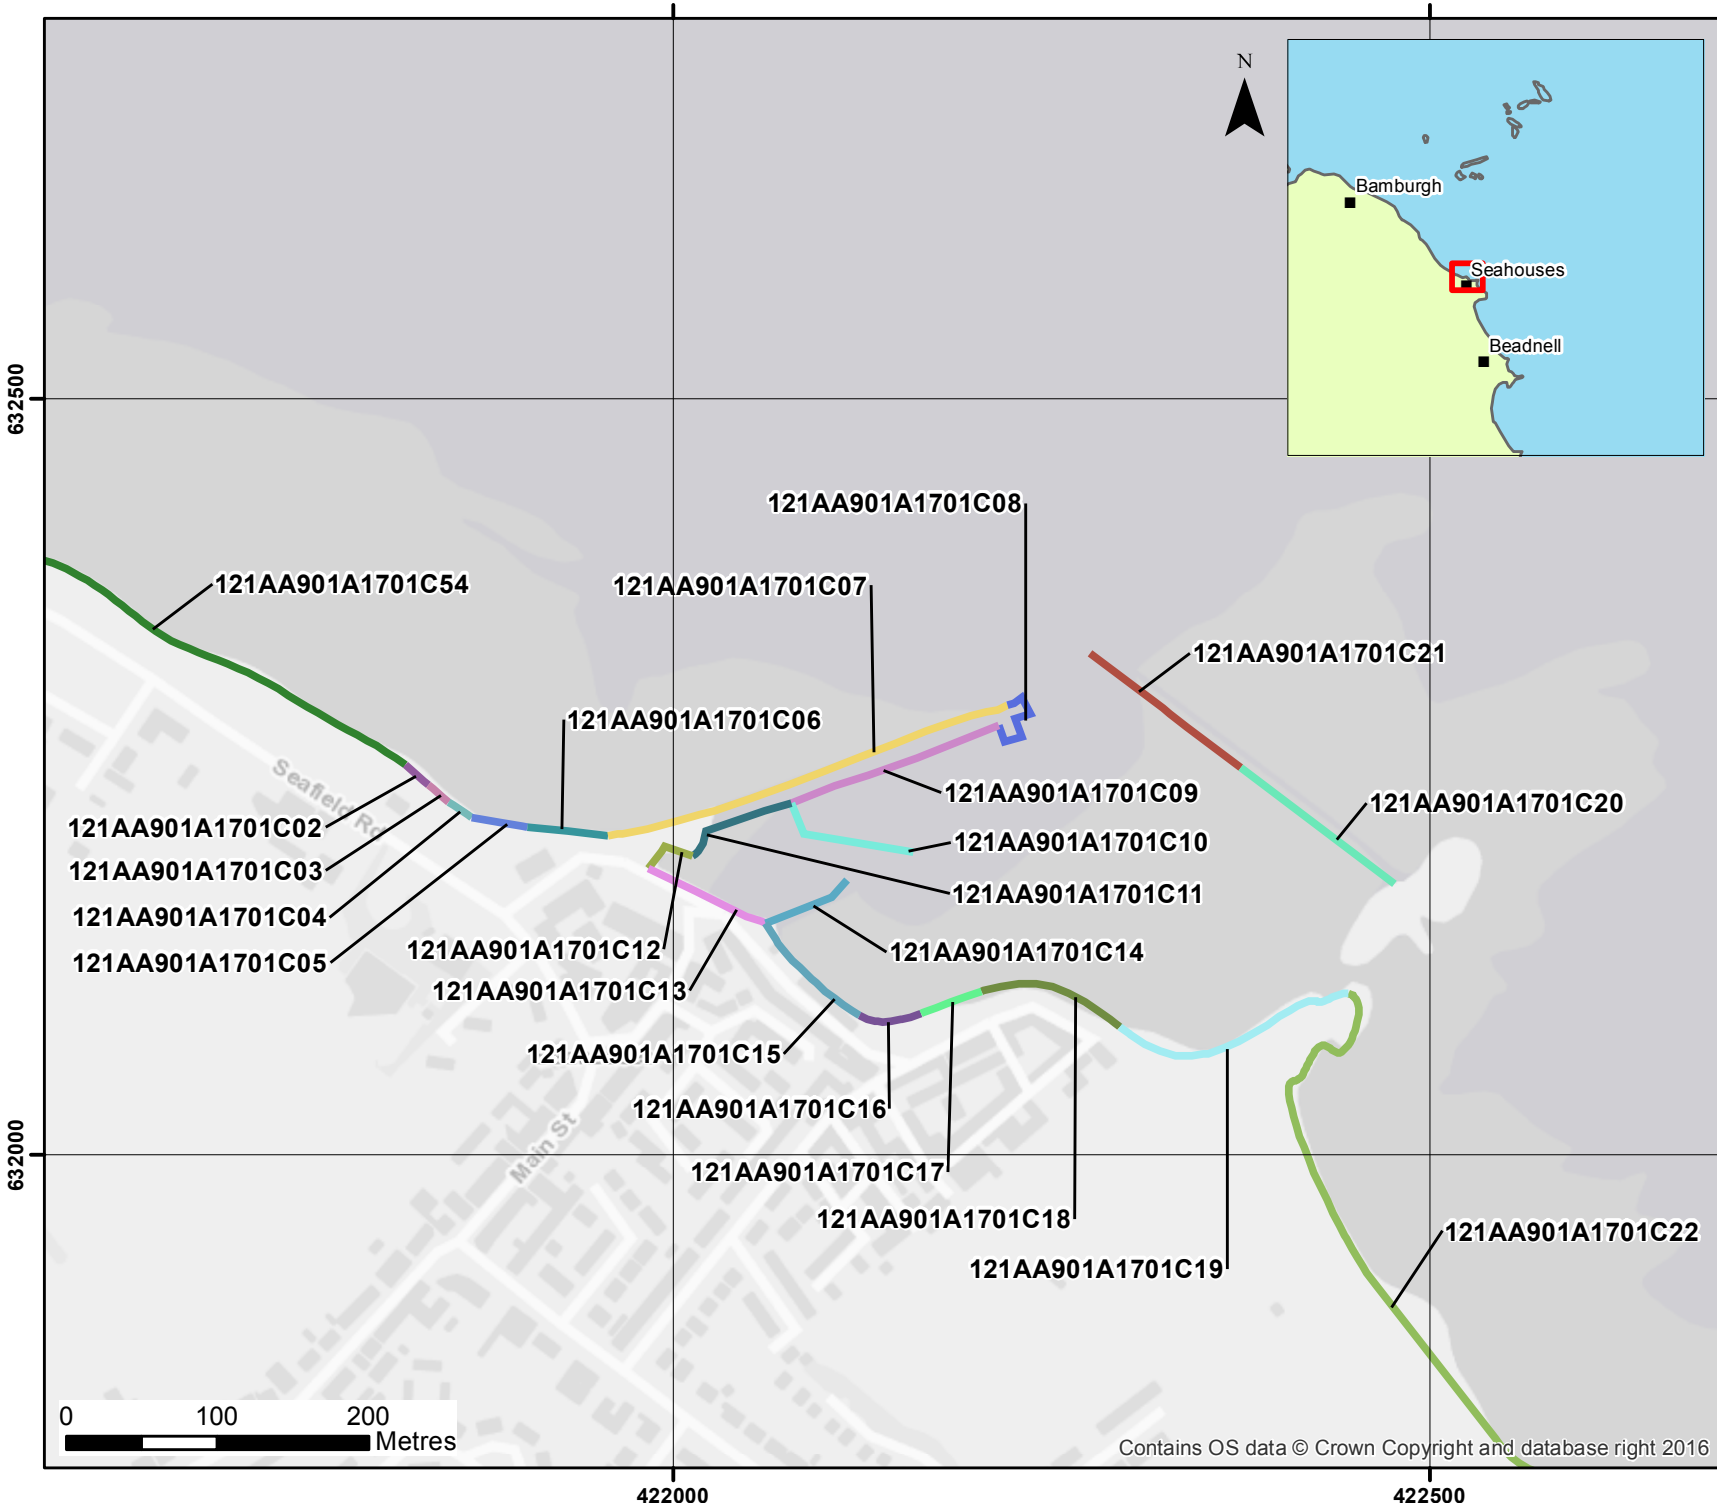 N
Bamburgh
Seahouses
Beadnell
632500
121AA901A1701C08
121AA901A1701C54
121AA901A1701C07
121AA901A1701C21
121AA901A1701C06
Seafield Rd
121AA901A1701C09
121AA901A1701C20
121AA901A1701C02
121AA901A1701C10
121AA901A1701C03
121AA901A1701C11
121AA901A1701C04
121AA901A1701C12
121AA901A1701C14
121AA901A1701C05
121AA901A1701C13
121AA901A1701C15
121AA901A1701C16
632000
Main St
121AA901A1701C17
121AA901A1701C18
121AA901A1701C22
121AA901A1701C19
0 100 200
Metres
Contains OS data © Crown Copyright and database right 2016
422000
422500